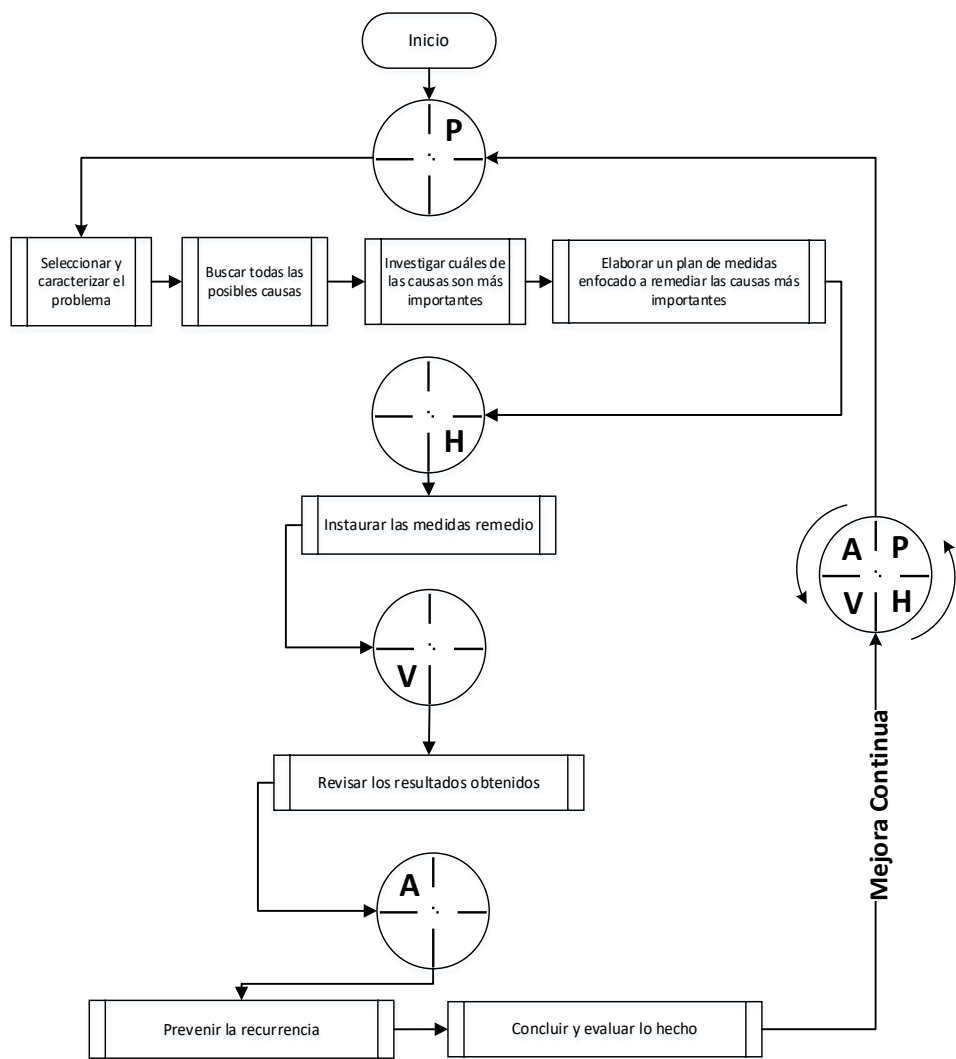 Inicio
P
Seleccionar y
caracterizar el
problema
Buscar todas las
posibles causas
Investigar cuáles de
las causas son más
importantes
Elaborar un plan de medidas
enfocado a remediar las causas más
importantes
H
Instaurar las medidas remedio
V
Revisar los resultados obtenidos
A
Prevenir la recurrencia
Concluir y evaluar lo hecho
Mejora Continua
A P
V H